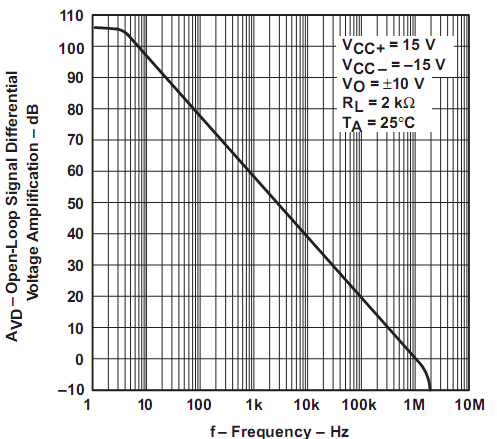 110
100
90
80
70
60
50
40
30
20
10
0
−10
AVD – Open-Loop Signal Differential
Voltage Amplification – dB
VCC+ = 15 V
VCC− = −15 V
VO = ±10 V
RL = 2 kΩ
TA = 25°C
1 10 100 1k 10k 100k 1M 10M
f – Frequency – Hz